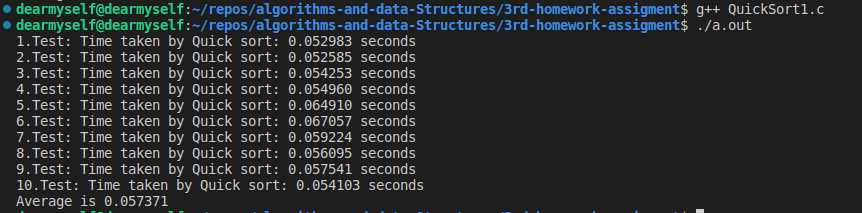 dearmyself@dearmyself:~/repos/algorithms-and-data-Structures/3rd-homework-assigment$ g++ QuickSort1.c
dearmyself@dearmyself:~/repos/algorithms-and-data-Structures/3rd-homework-assigment$ ./a.out
1.Test: Time taken by Quick sort: 0.052983 seconds
2.Test: Time taken by Quick sort: 0.052585 seconds
3.Test: Time taken by Quick sort: 0.054253 seconds
4.Test: Time taken by Quick sort: 0.054960 seconds
5.Test: Time taken by Quick sort: 0.064910 seconds
6.Test: Time taken by Quick sort: 0.067057 seconds
7.Test: Time taken by Quick sort: 0.059224 seconds
8.Test: Time taken by Quick sort: 0.056095 seconds
9.Test: Time taken by Quick sort: 0.057541 seconds
10.Test: Time taken by Quick sort: 0.054103 seconds
Average is 0.057371